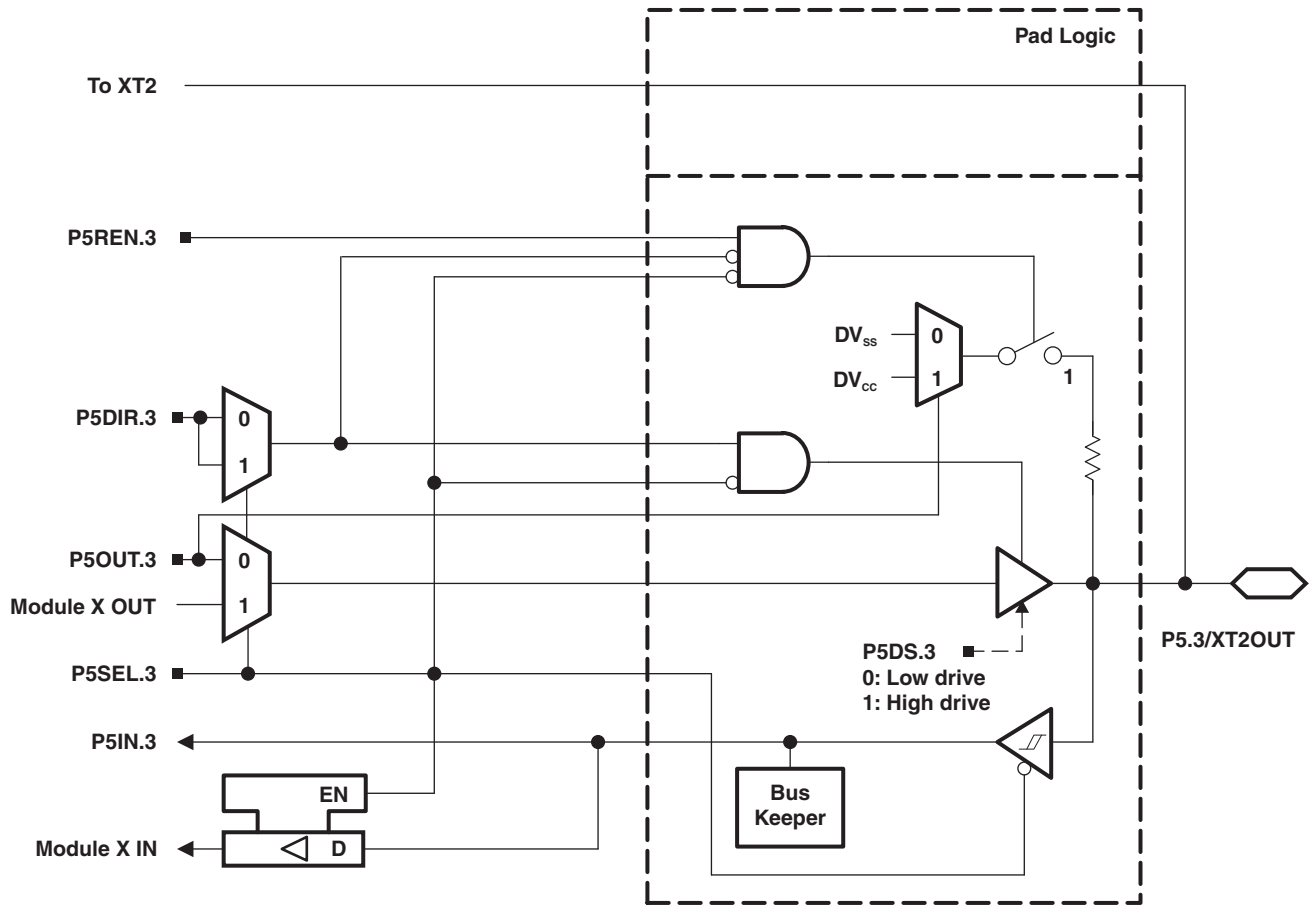 Pad Logic
To XT2
P5REN.3
DVSS
0
DVCC
1
1
P5DIR.3
0
1
P5OUT.3
0
Module X OUT
1
P5SEL.3
P5DS.3
0: Low drive
1: High drive
P5.3/XT2OUT
P5IN.3
Bus
Keeper
EN
Module X IN
D